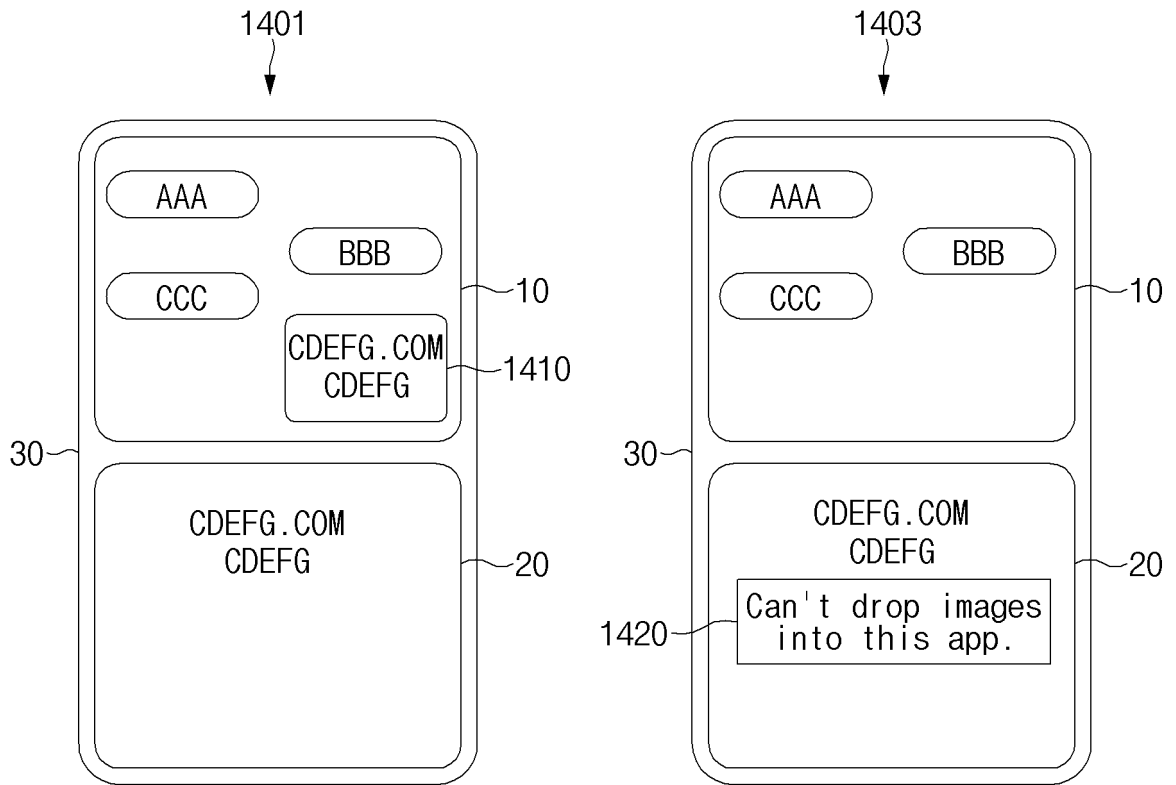 1401
1403
AAA
BBB
CCC
10
CDEFG.COM
CDEFG
1410
30
CDEFG.COM
CDEFG
20
AAA
BBB
CCC
10
30
CDEFG.COM
CDEFG
20
Can't drop images
into this app.
1420